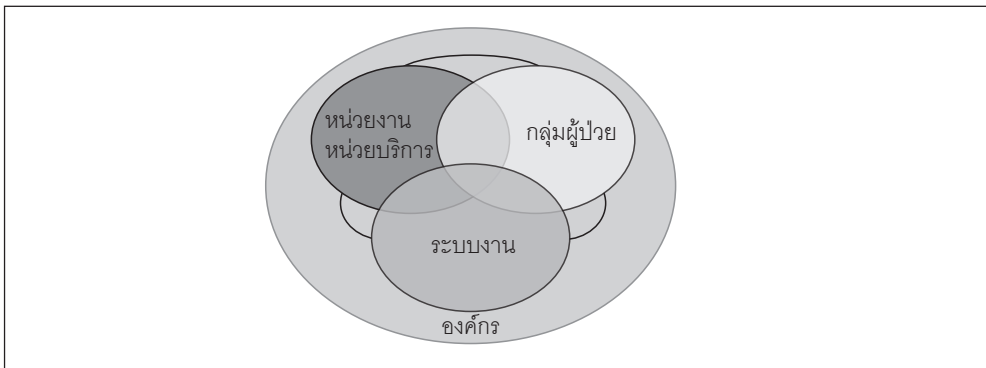 หน่วยงาน
หน่วยบริการ
กลุ่มผู้ป่วย
ระบบงาน
องค์กร